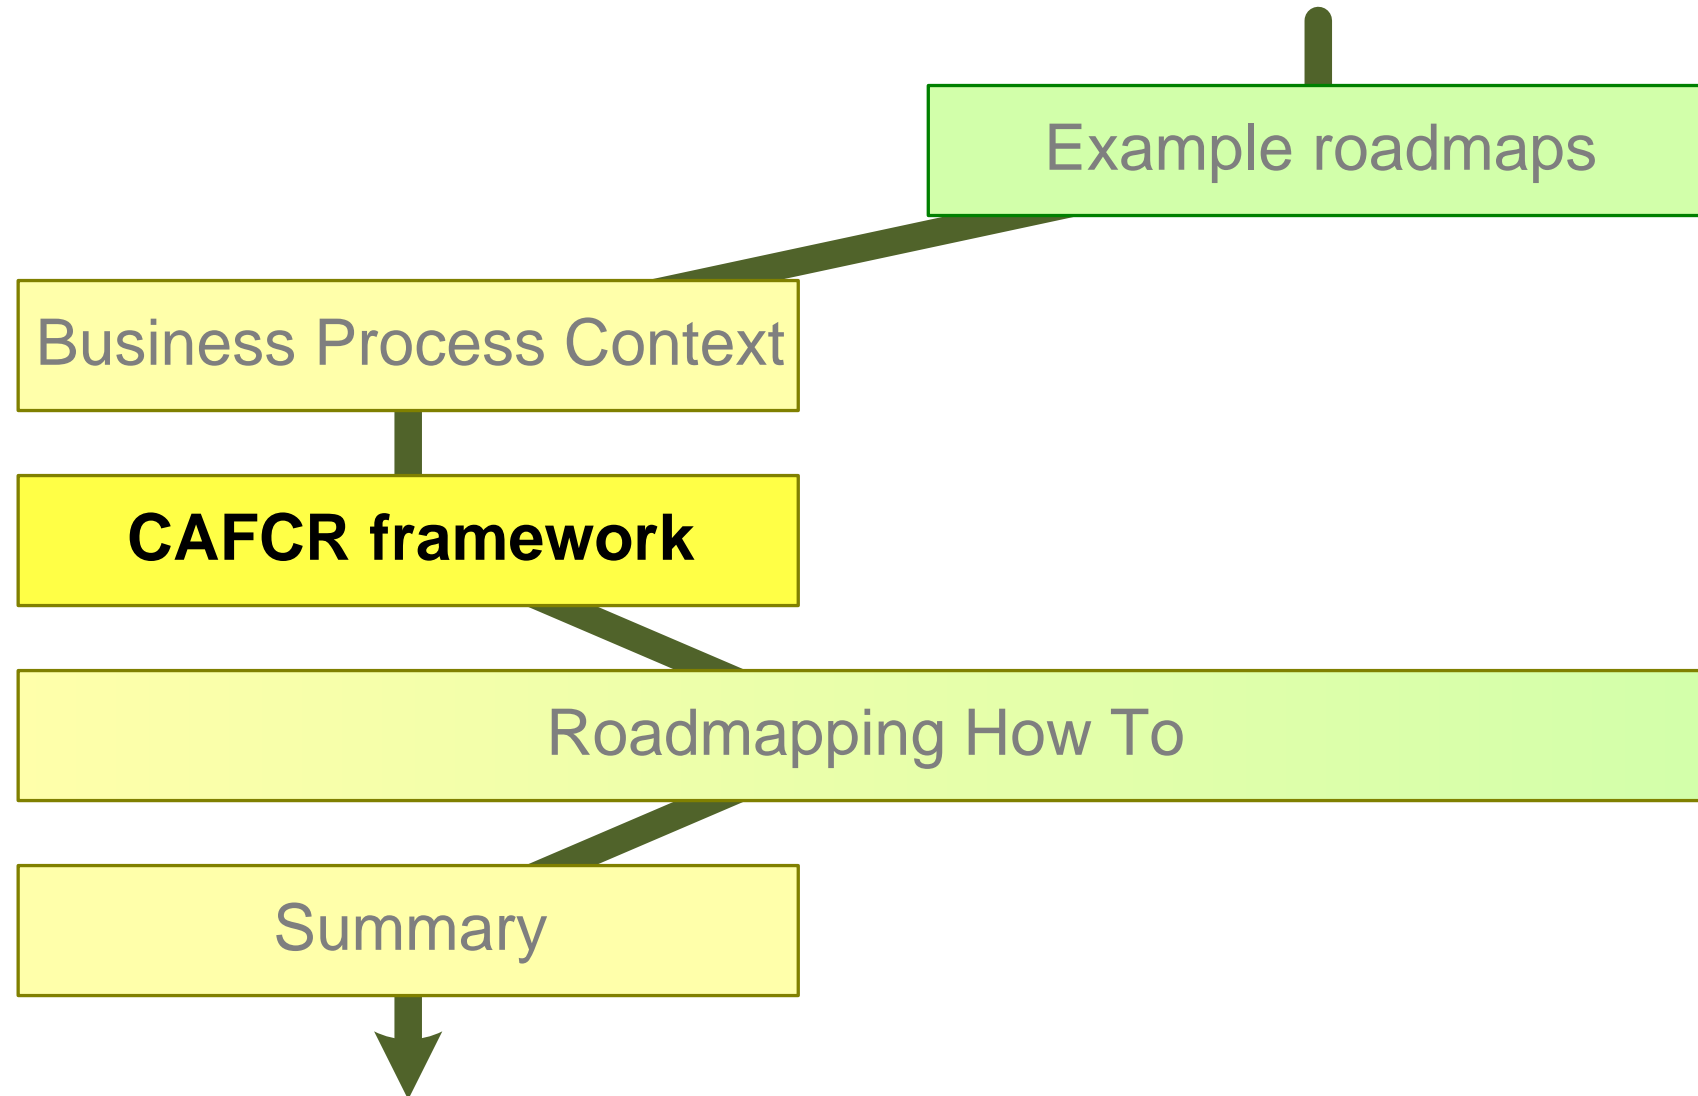 Example roadmaps
Business Process Context
CAFCR framework
Roadmapping How To
Summary